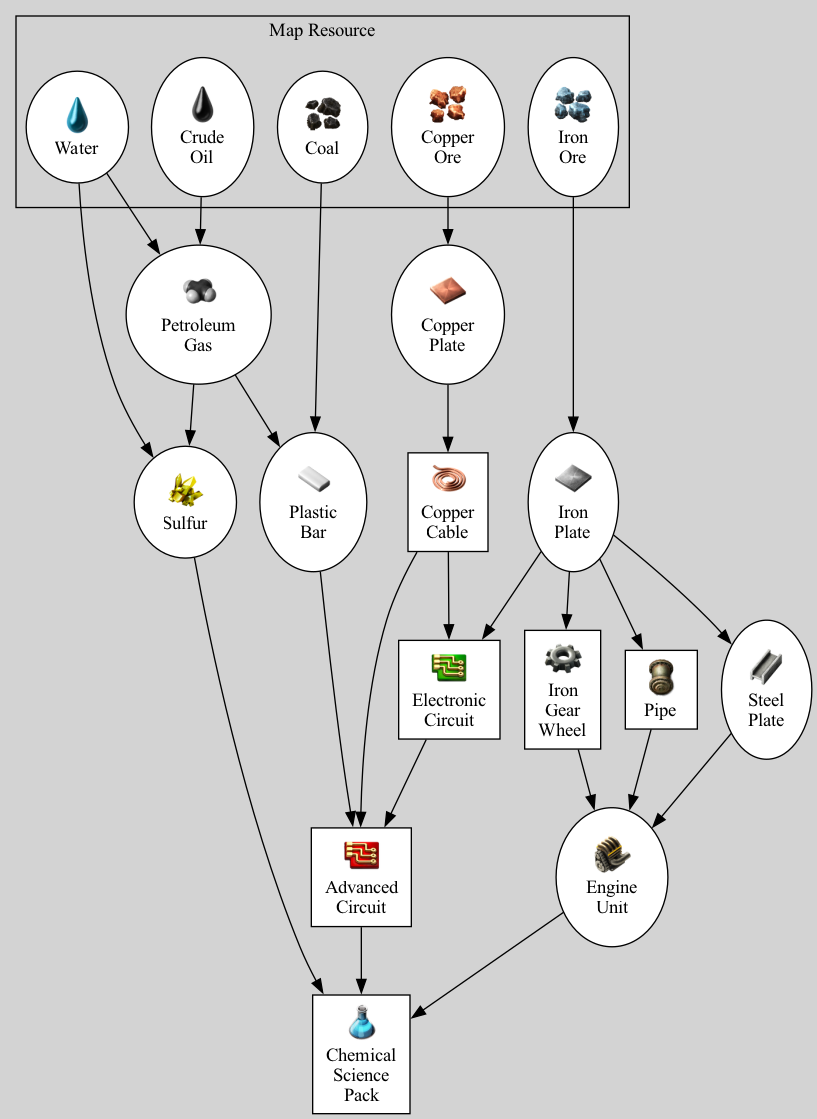 Map Resource
Water
Crude
Oil
Coal
Copper
Ore
Iron
Ore
Petroleum
Gas
Copper
Plate
Sulfur
Plastic
Bar
Copper
Cable
Iron
Plate
Electronic
Circuit
Iron
Gear
Wheel
Pipe
Steel
Plate
Advanced
Circuit
Engine
Unit
Chemical
Science
Pack